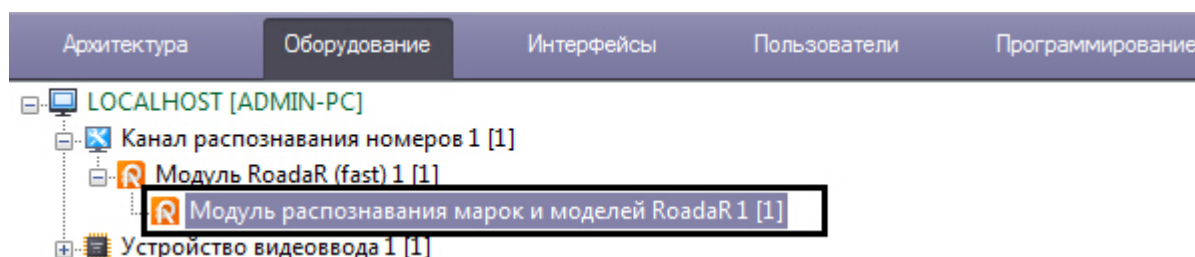 Архитектура Оборудование Интерфейсы Пользователи Программирование
LOCALHOST [ADMIN-PC]
Канал распознавания номеров 1 [1]
Модуль RoadaR (fast) 1 [1]
Модуль распознавания марок и моделей RoadaR 1 [1]
Устройство видеоввода 1 [1]